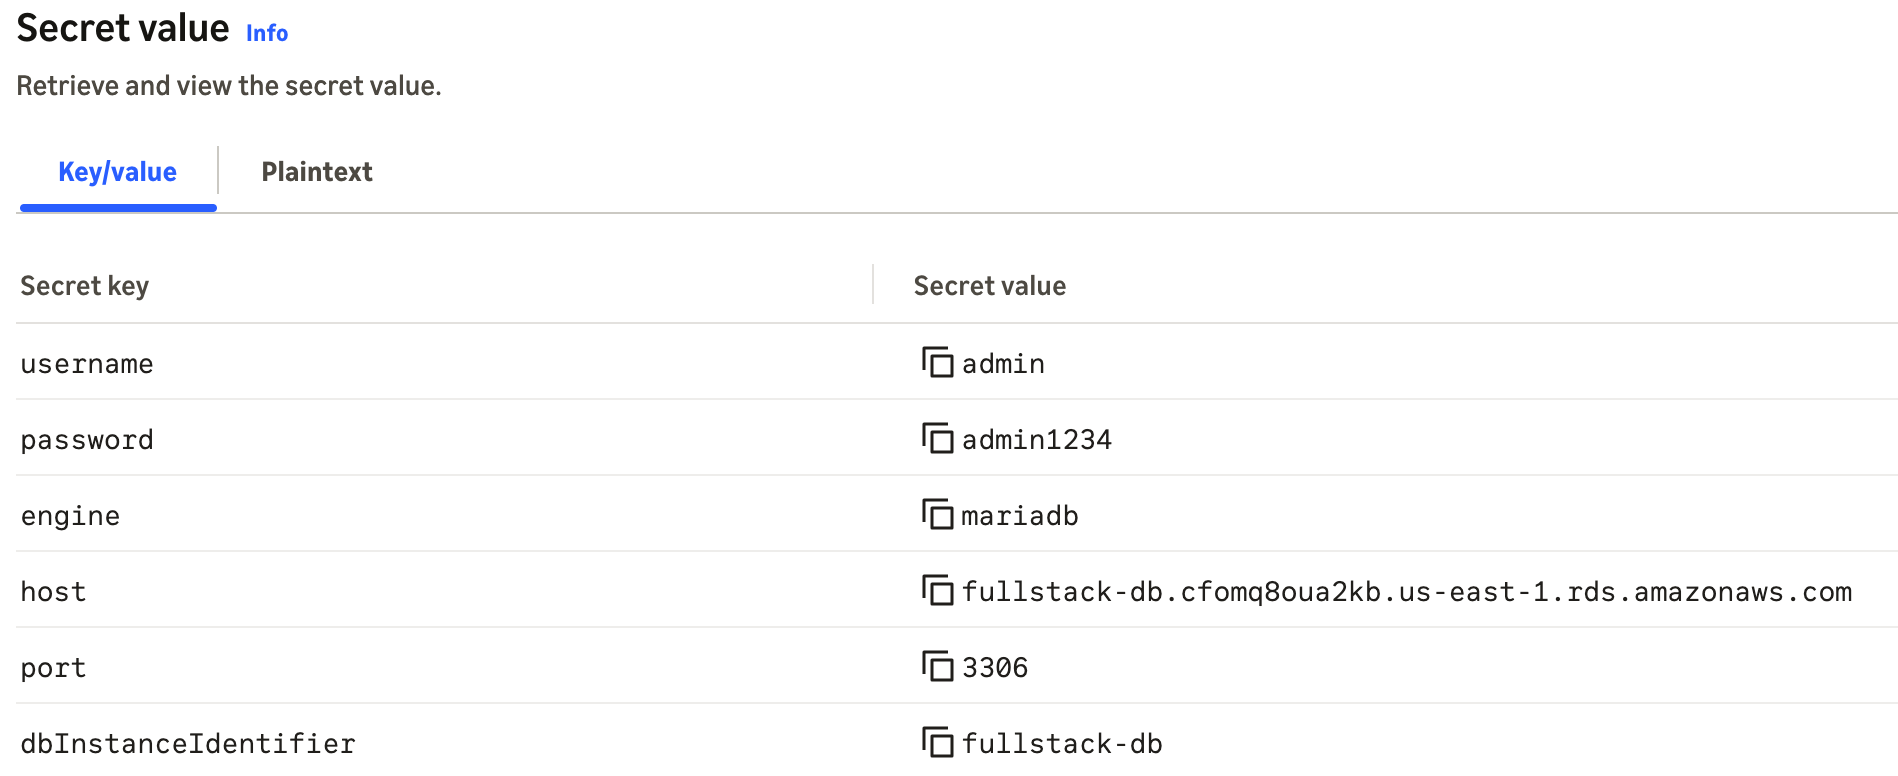 Secret value Info
Retrieve and view the secret value.
Key/value Plaintext
Secret key Secret value
username admin
password admin1234
engine mariadb
host fullstack-db.cfomq8oua2kb.us-east-1.rds.amazonaws.com
port 3306
dbInstanceIdentifier fullstack-db